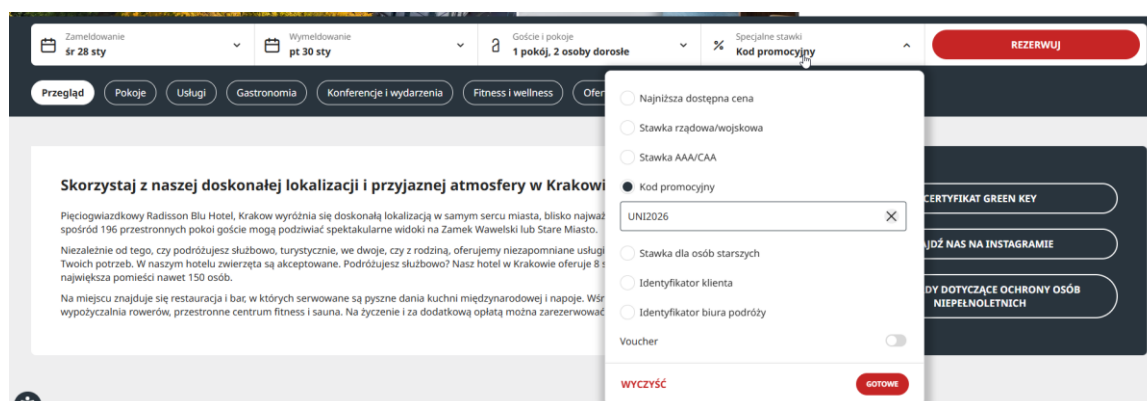 Zameldowanie
śr 28 sty
Wymeldowanie
pt 30 sty
Goście i pokoje
1 pokój, 2 osoby dorosłe
Specjalne stawki
Kod promocyjny
REZERWUJ
Przegląd
Pokoje
Usługi
Gastronomia
Konferencje i wydarzenia
Fitness i wellness
Ofer
Najniższa dostępna cena
Stawka rządowa/wojskowa
Stawka AAA/CAA
Kod promocyjny
UNI2026
Stawka dla osób starszych
Identyfikator klienta
Identyfikator biura podróży
Voucher
WYCZYŚĆ
GOTOWE
Skorzystaj z naszej doskonałej lokalizacji i przyjaznej atmosfery w Krakowi
Pięciogwiazdkowy Radisson Blu Hotel, Krakow wyróżnia się doskonałą lokalizacją w samym sercu miasta, blisko najważ
spośród 196 przestronnych pokoi goście mogą podziwiać spektakularne widoki na Zamek Wawelski lub Stare Miasto.
Niezależnie od tego, czy podróżujesz służbowo, turystycznie, we dwoje, czy z rodziną, oferujemy niezapomniane usługi
Twoich potrzeb. W naszym hotelu zwierzęta są akceptowane. Podróżujesz służbowo? Nasz hotel w Krakowie oferuje 8 s
największa pomieści nawet 150 osób.
Na miejscu znajduje się restauracja i bar, w których serwowane są pyszne dania kuchni międzynarodowej i napoje. Wśr
wypożyczalnia rowerów, przestronne centrum fitness i sauna. Na życzenie i za dodatkową opłatą można zarezerwować
CERTYFIKAT GREEN KEY
JDŹ NAS NA INSTAGRAMIE
DY DOTYCZĄCE OCHRONY OSÓB
NIEPEŁNOLETNICH